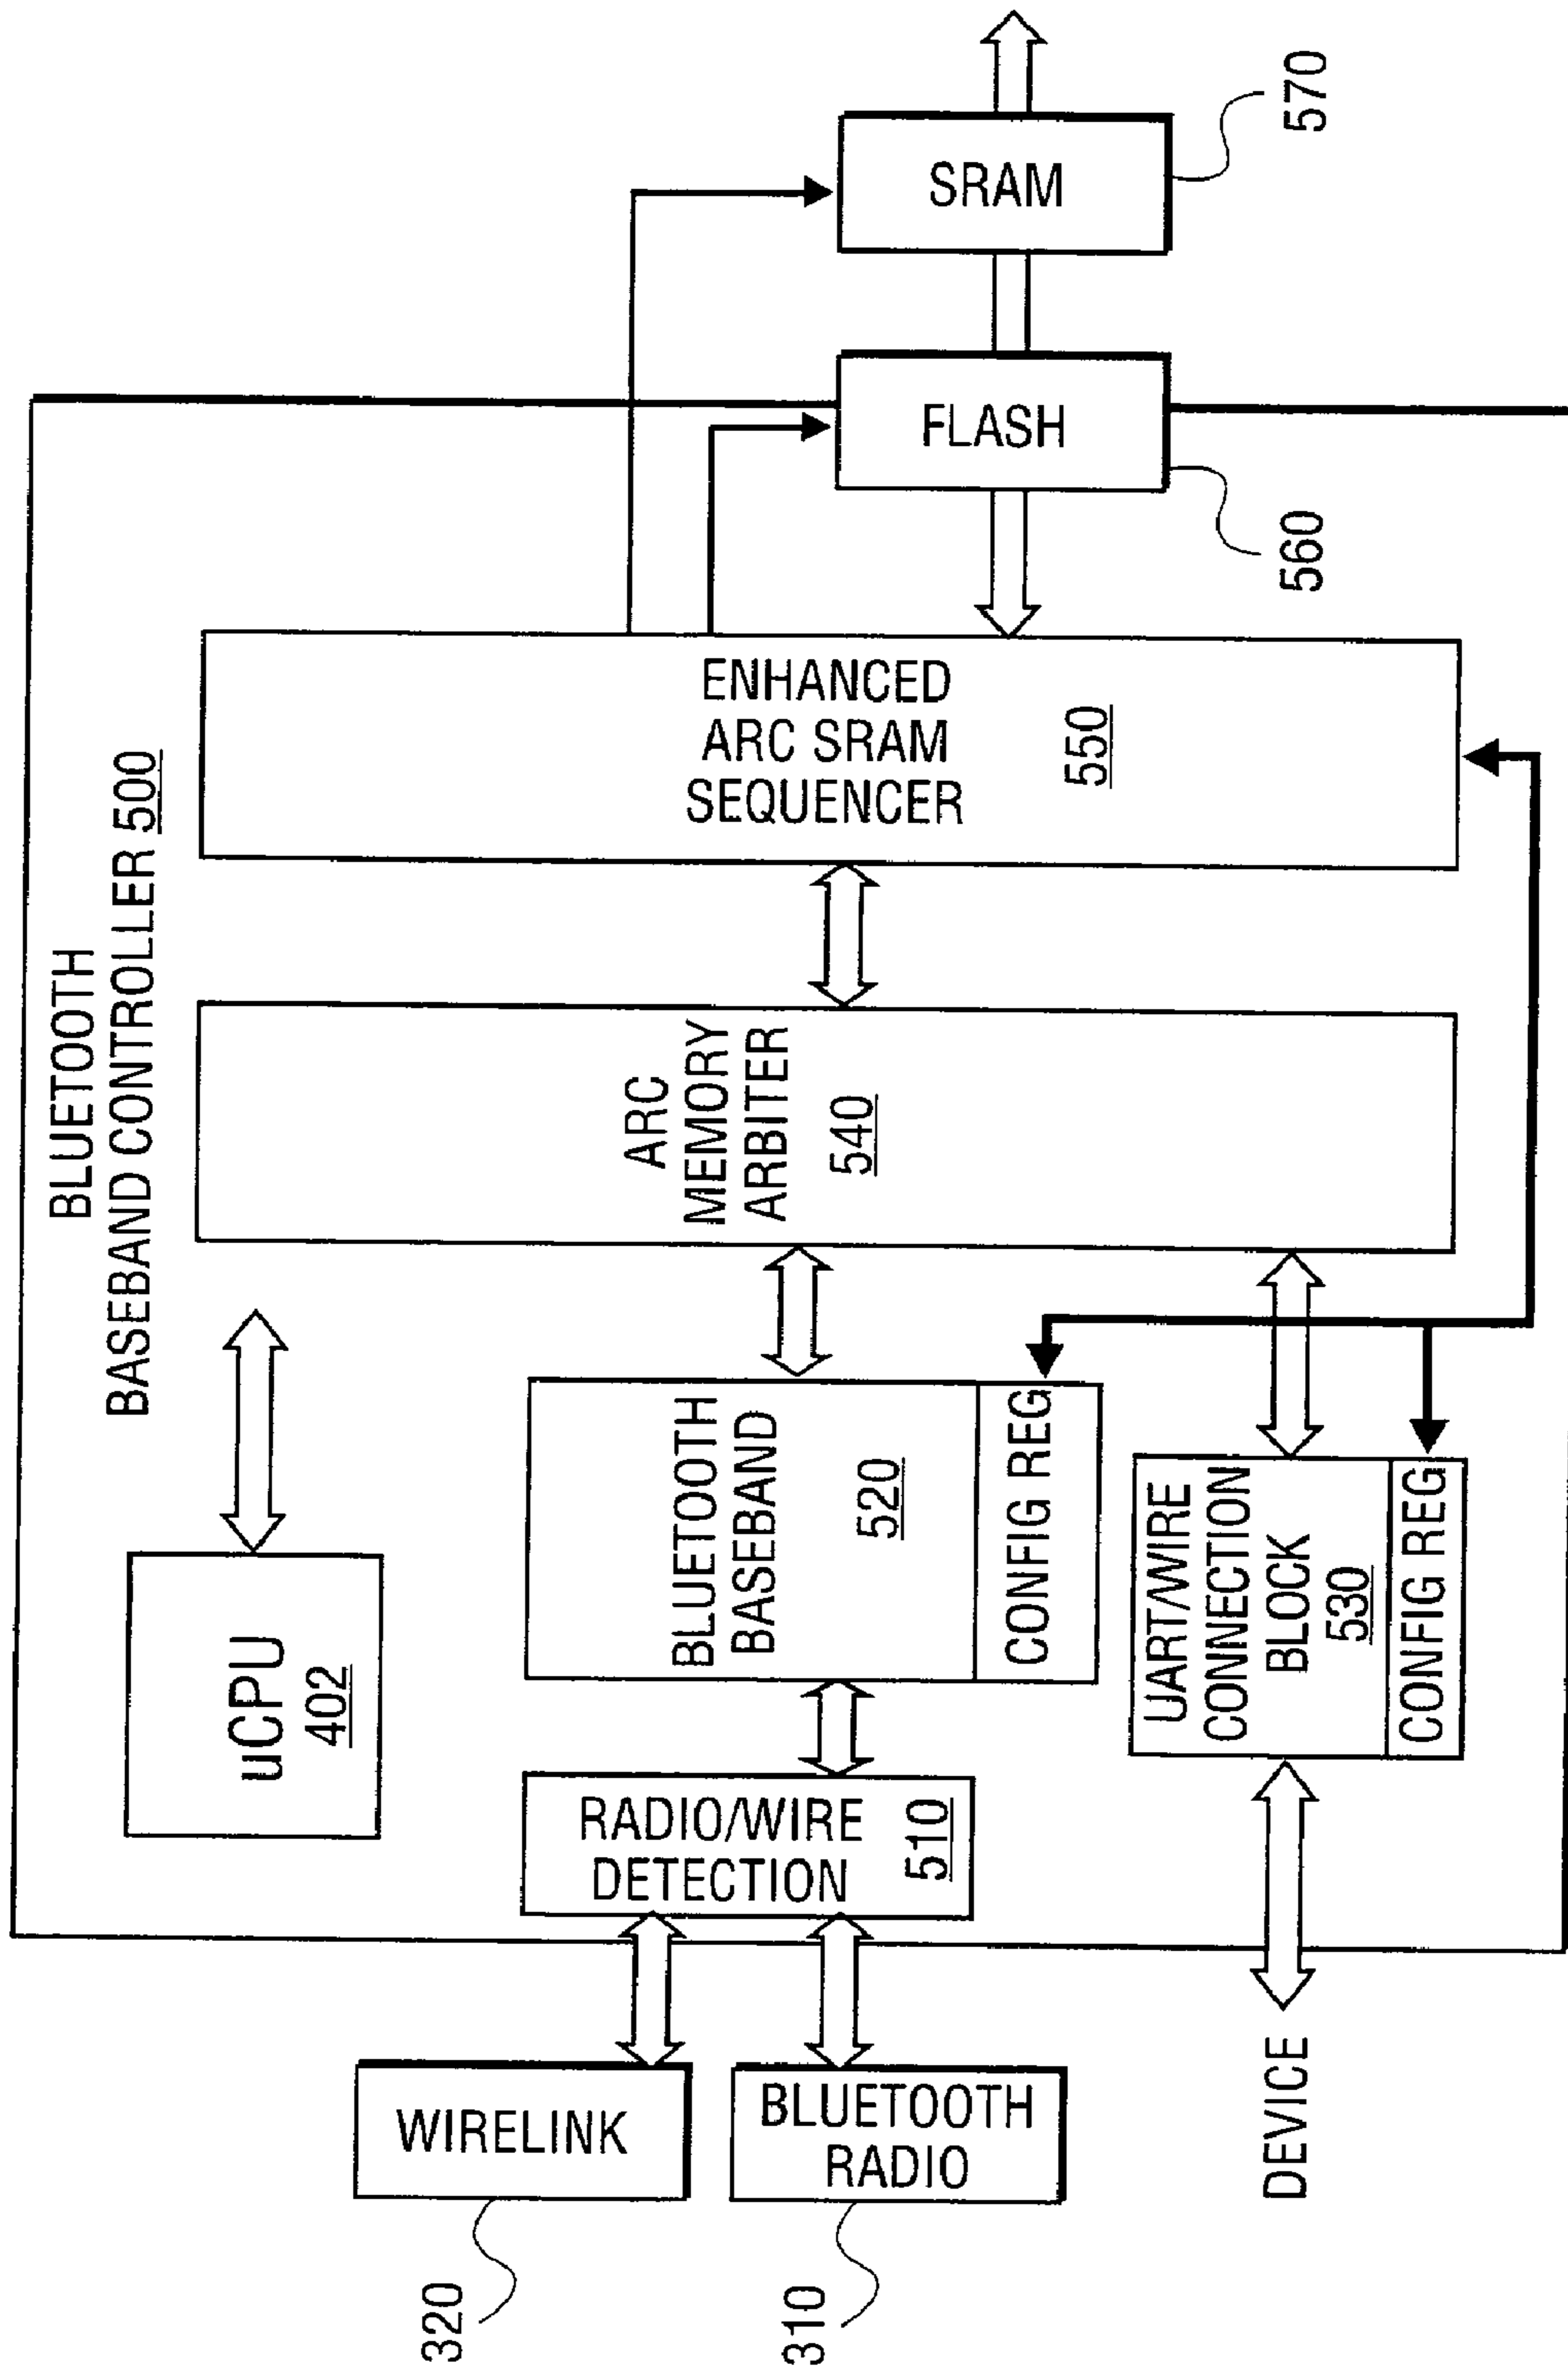 BLUETOOTH
BASEBAND CONTROLLER 500
uCPU
402
WIRELINK
320
BLUETOOTH
RADIO
310
RADIO/WIRE
DETECTION
510
BLUETOOTH
BASEBAND
520
CONFIG REG
DEVICE
UART/WIRE
CONNECTION
BLOCK
530
CONFIG REG
ARC
MEMORY
ARBITER
540
ENHANCED
ARC SRAM
SEQUENCER
550
FLASH
560
SRAM
570